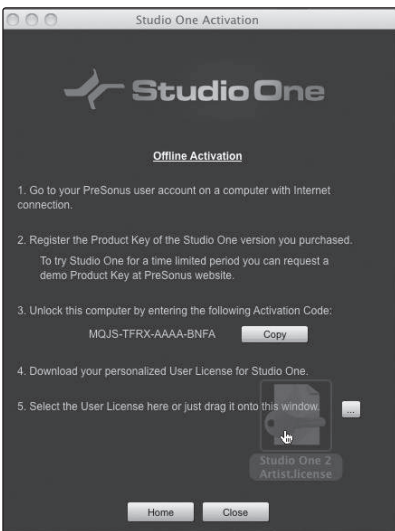 Studio One Activation
Studio One
Offline Activation
1. Go to your PreSonus user account on a computer with Internet
connection.
2. Register the Product Key of the Studio One version you purchased.
To try Studio One for a time limited period you can request a
demo Product Key at PreSonus website.
3. Unlock this computer by entering the following Activation Code:
MQJS-TFRX-AAAA-BNFA Copy
4. Download your personalized User License for Studio One.
5. Select the User License here or just drag it onto this window. ...
Studio One 2
Artist.license
Home Close